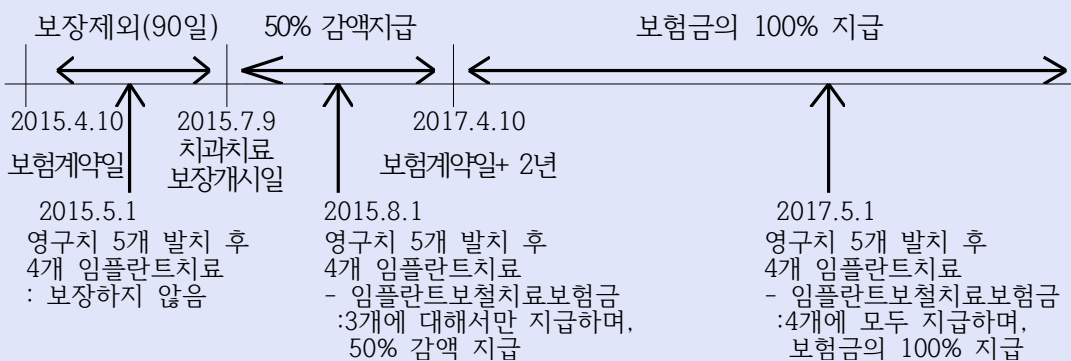 보장제외(90일) 50% 감액지급 보험금의 100% 지급
2015.4.10 2015.7.9 2017.4.10
보험계약일 치과치료 보장개시일 보험계약일+ 2년
2015.5.1
영구치 5개 발치 후
4개 임플란트치료
: 보장하지 않음
2015.8.1
영구치 5개 발치 후
4개 임플란트치료
- 임플란트보철치료보험금
:3개에 대해서만 지급하며,
50% 감액 지급
2017.5.1
영구치 5개 발치 후
4개 임플란트치료
- 임플란트보철치료보험금
:4개에 모두 지급하며,
보험금의 100% 지급